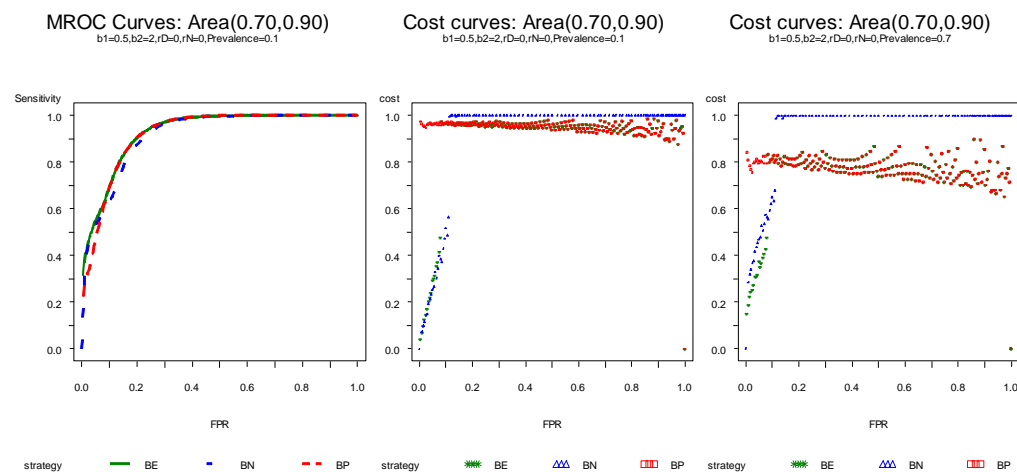 MROC Curves: Area(0.70,0.90)
b1=0.5,b2=2,rD=0,rN=0,Prevalence=0.1
Sensitivity
1.0
0.8
0.6
0.4
0.2
0.0
0.0 0.2 0.4 0.6 0.8 1.0
FPR
strategy BE BN BP
Cost curves: Area(0.70,0.90)
b1=0.5,b2=2,rD=0,rN=0,Prevalence=0.1
cost
1.0
0.8
0.6
0.4
0.2
0.0
0.0 0.2 0.4 0.6 0.8 1.0
FPR
strategy BE BN BP
Cost curves: Area(0.70,0.90)
b1=0.5,b2=2,rD=0,rN=0,Prevalence=0.7
cost
1.0
0.8
0.6
0.4
0.2
0.0
0.0 0.2 0.4 0.6 0.8 1.0
FPR
strategy BE BN BP